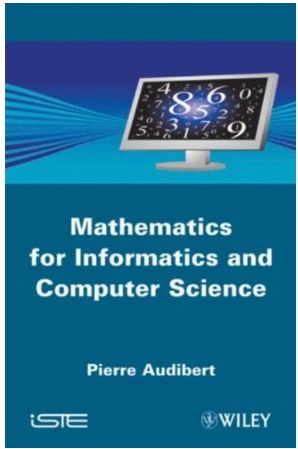 Mathematics
for Informatics and
Computer Science
Pierre Audibert
iSTE
WILEY